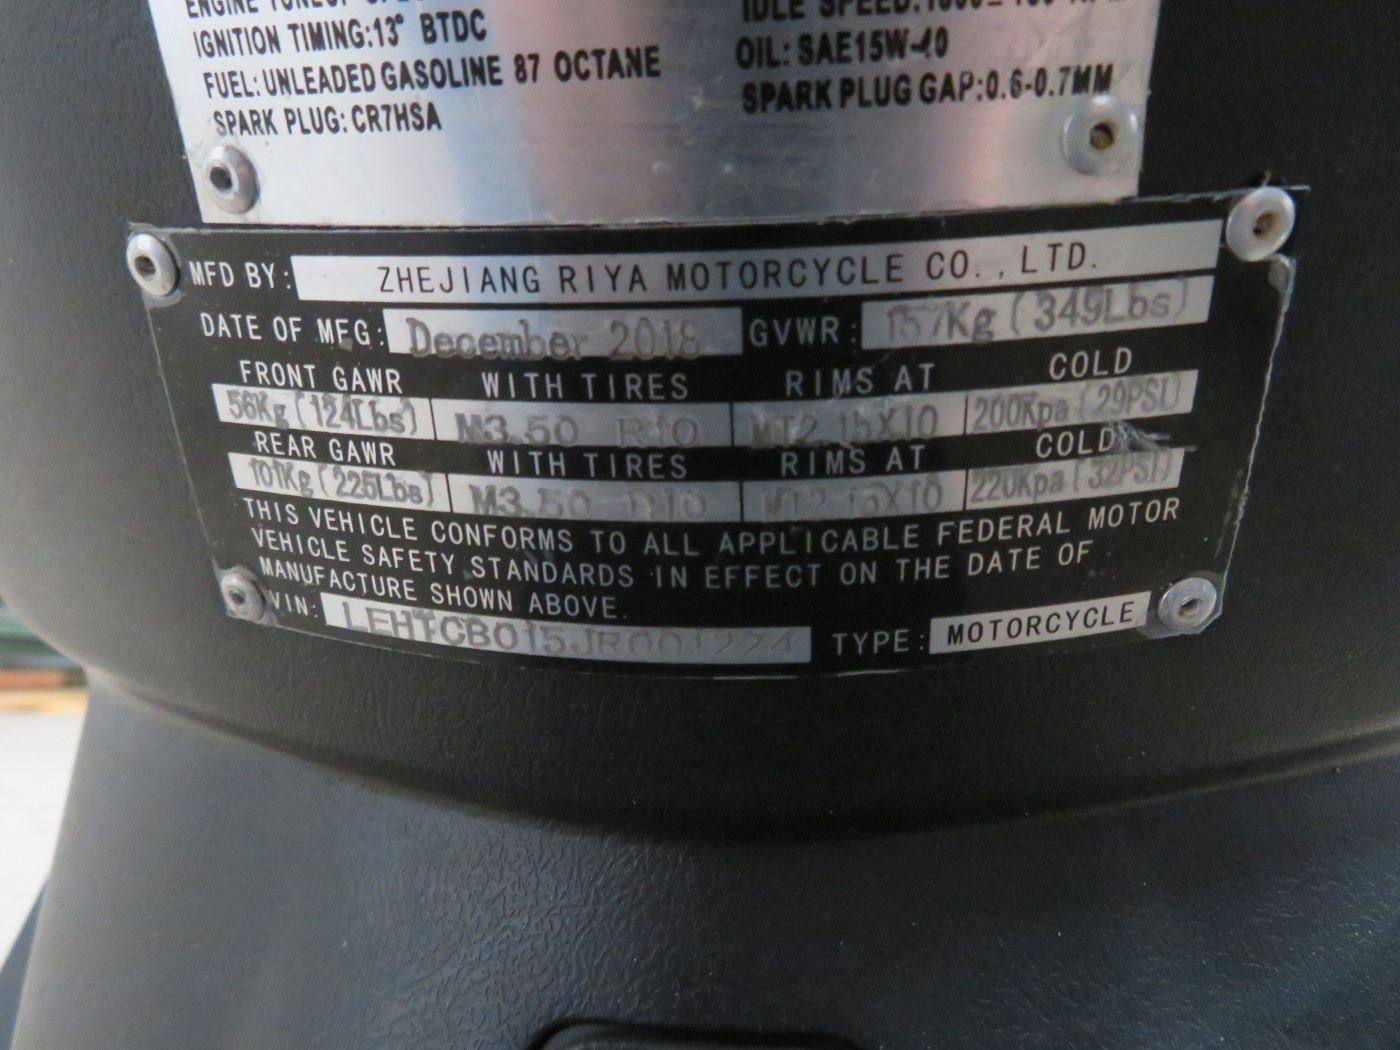 IGNITION TIMING:13° BTDC
OIL: SAE15W-40
FUEL: UNLEADED GASOLINE 87 OCTANE
SPARK PLUG GAP:0.6-0.7MM
SPARK PLUG: CR7HSA
MFD BY: ZHEJIANG RIYA MOTORCYCLE CO., LTD.
DATE OF MFG: December 2018 GVWR: 157Kg (349Lbs)
FRONT GAWR WITH TIRES RIMS AT COLD
56Kg (124Lbs) M3.50 R10 MT2.15X10 200Kpa (29PSI)
REAR GAWR WITH TIRES RIMS AT COLD
101Kg (225Lbs) M3.50 R10 MT2.15X10 220Kpa (32PSI)
THIS VEHICLE CONFORMS TO ALL APPLICABLE FEDERAL MOTOR
VEHICLE SAFETY STANDARDS IN EFFECT ON THE DATE OF
MANUFACTURE SHOWN ABOVE.
VIN: LEHTCB015JR001224 TYPE: MOTORCYCLE